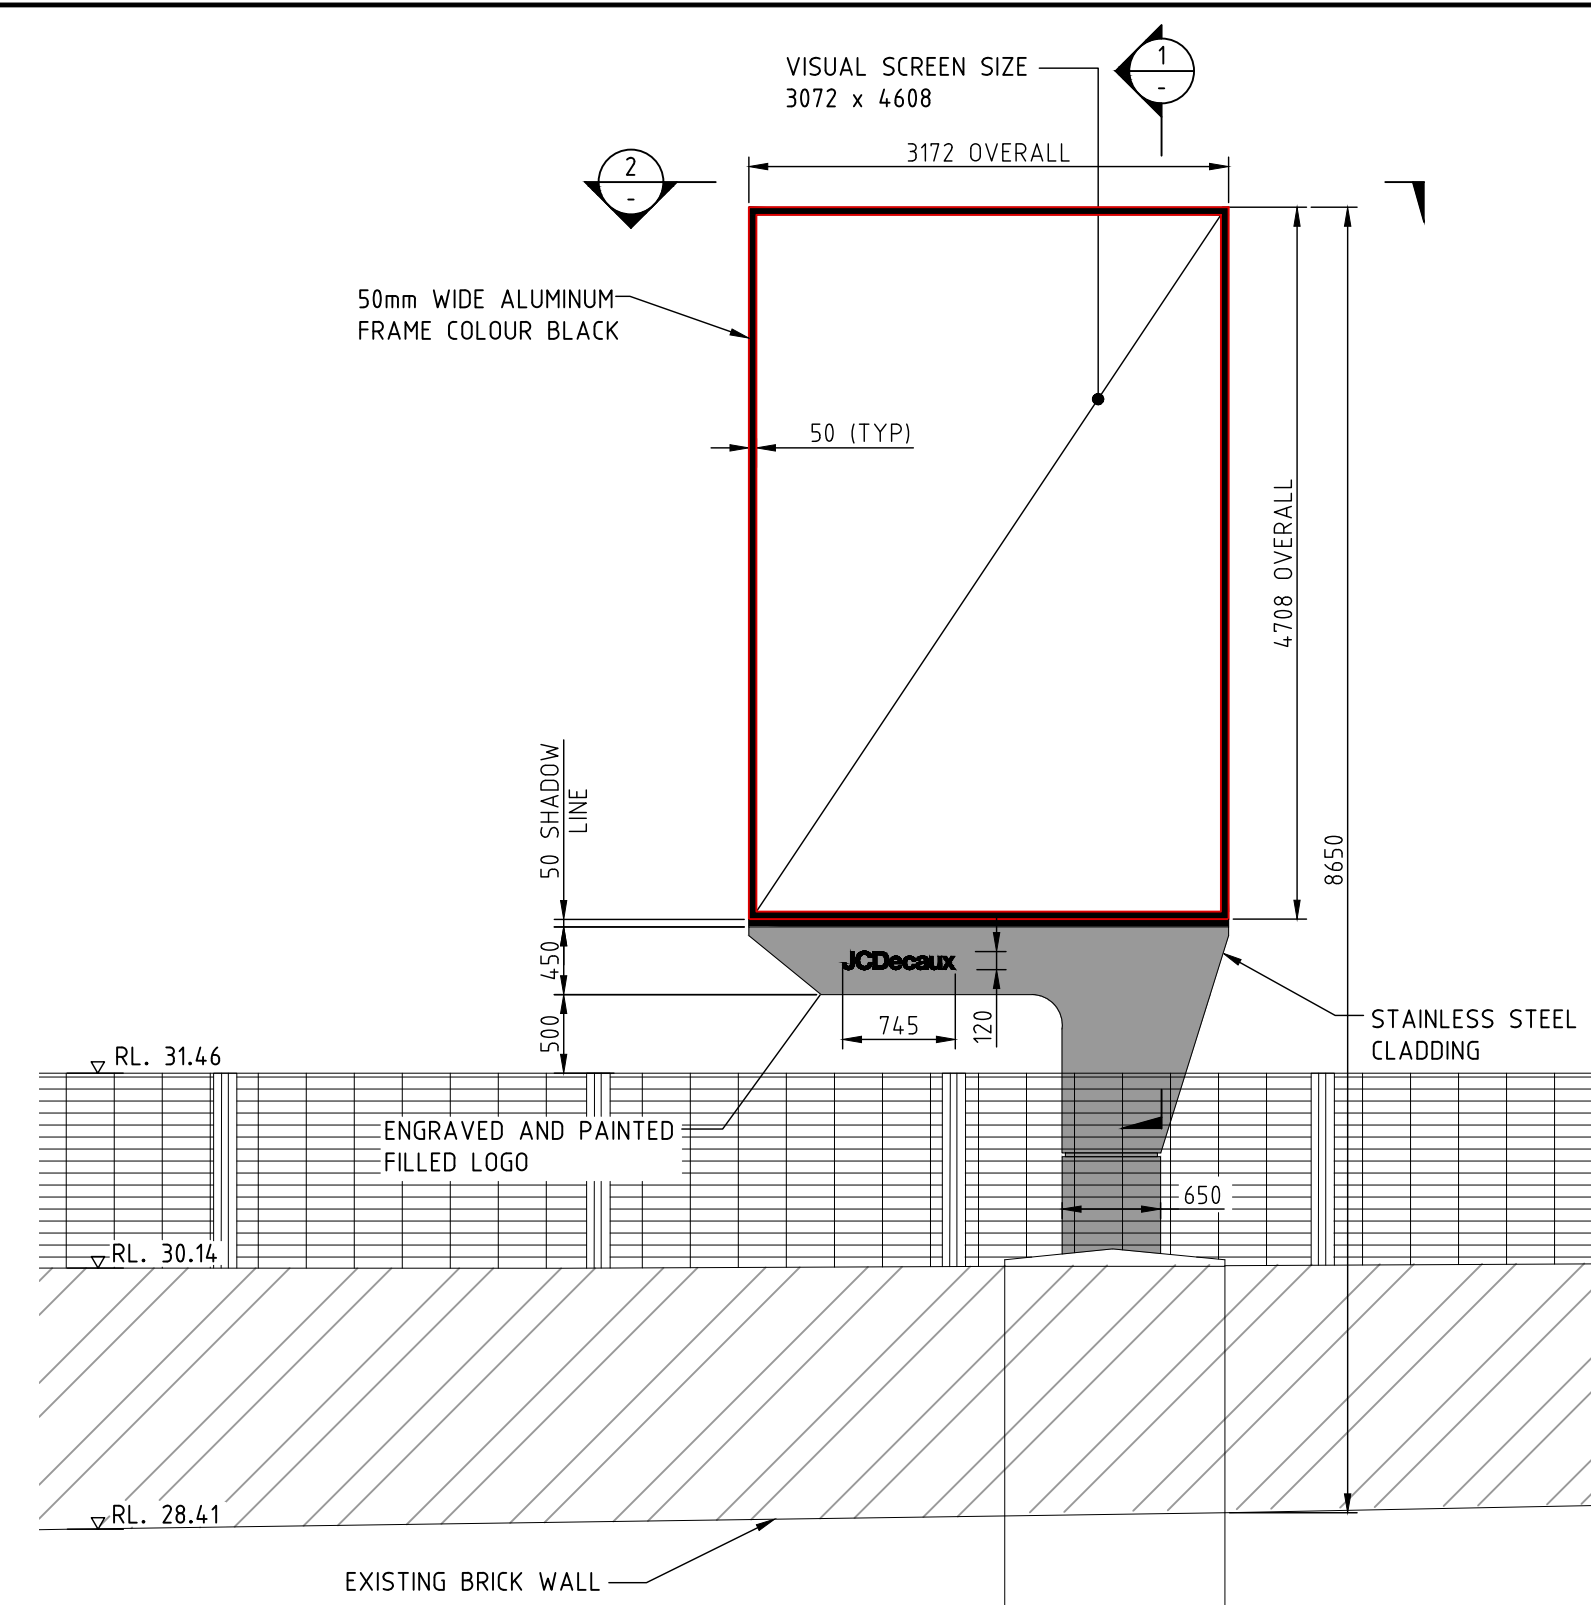 1
-
VISUAL SCREEN SIZE
3072 x 4608
3172 OVERALL
2
-
50mm WIDE ALUMINUM
FRAME COLOUR BLACK
50 (TYP)
4708 OVERALL
8650
50 SHADOW
LINE
450
500
JCDecaux
745
120
STAINLESS STEEL
CLADDING
RL. 31.46
ENGRAVED AND PAINTED
FILLED LOGO
650
RL. 30.14
RL. 28.41
EXISTING BRICK WALL